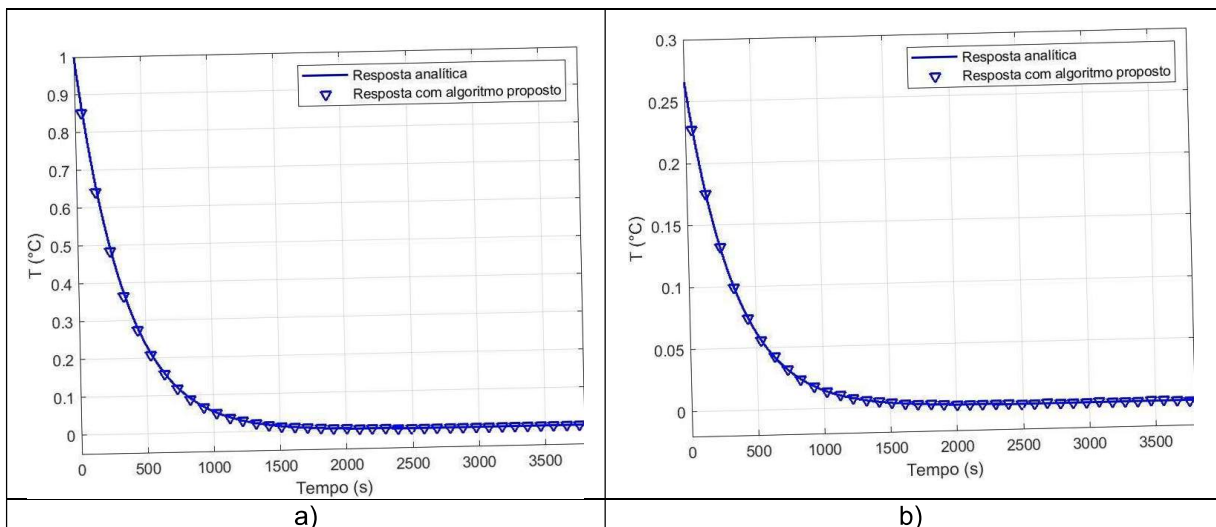 1
0.9
0.8
0.7
0.6
0.5
0.4
0.3
0.2
0.1
0
T (°C)
Resposta analítica
Resposta com algoritmo proposto
0 500 1000 1500 2000 2500 3000 3500
Tempo (s)
a)
0.3
0.25
0.2
0.15
0.1
0.05
0
T (°C)
Resposta analítica
Resposta com algoritmo proposto
0 500 1000 1500 2000 2500 3000 3500
Tempo (s)
b)